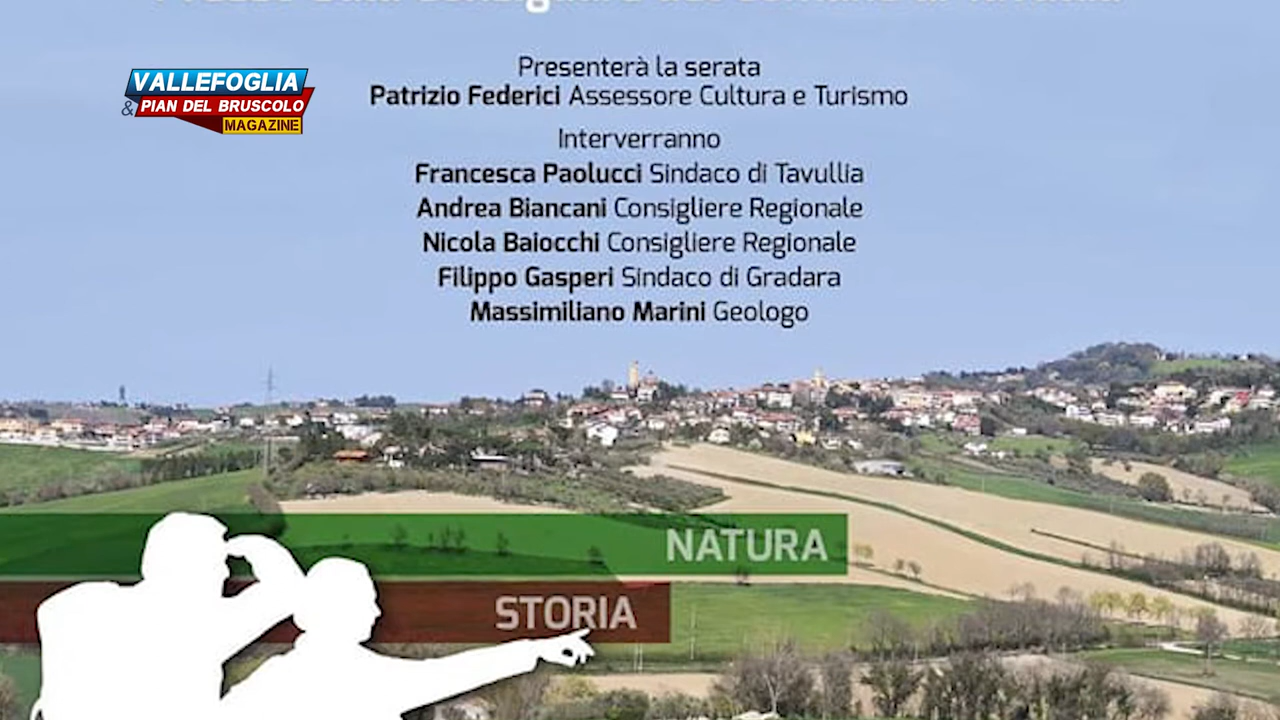 VALLEFOGLIA
& PIAN DEL BRUSCOLO
MAGAZINE
Presenterà la serata
Patrizio Federici Assessore Cultura e Turismo
Interverranno
Francesca Paolucci Sindaco di Tavullia
Andrea Biancani Consigliere Regionale
Nicola Baiocchi Consigliere Regionale
Filippo Gasperi Sindaco di Gradara
Massimiliano Marini Geologo
NATURA
STORIA